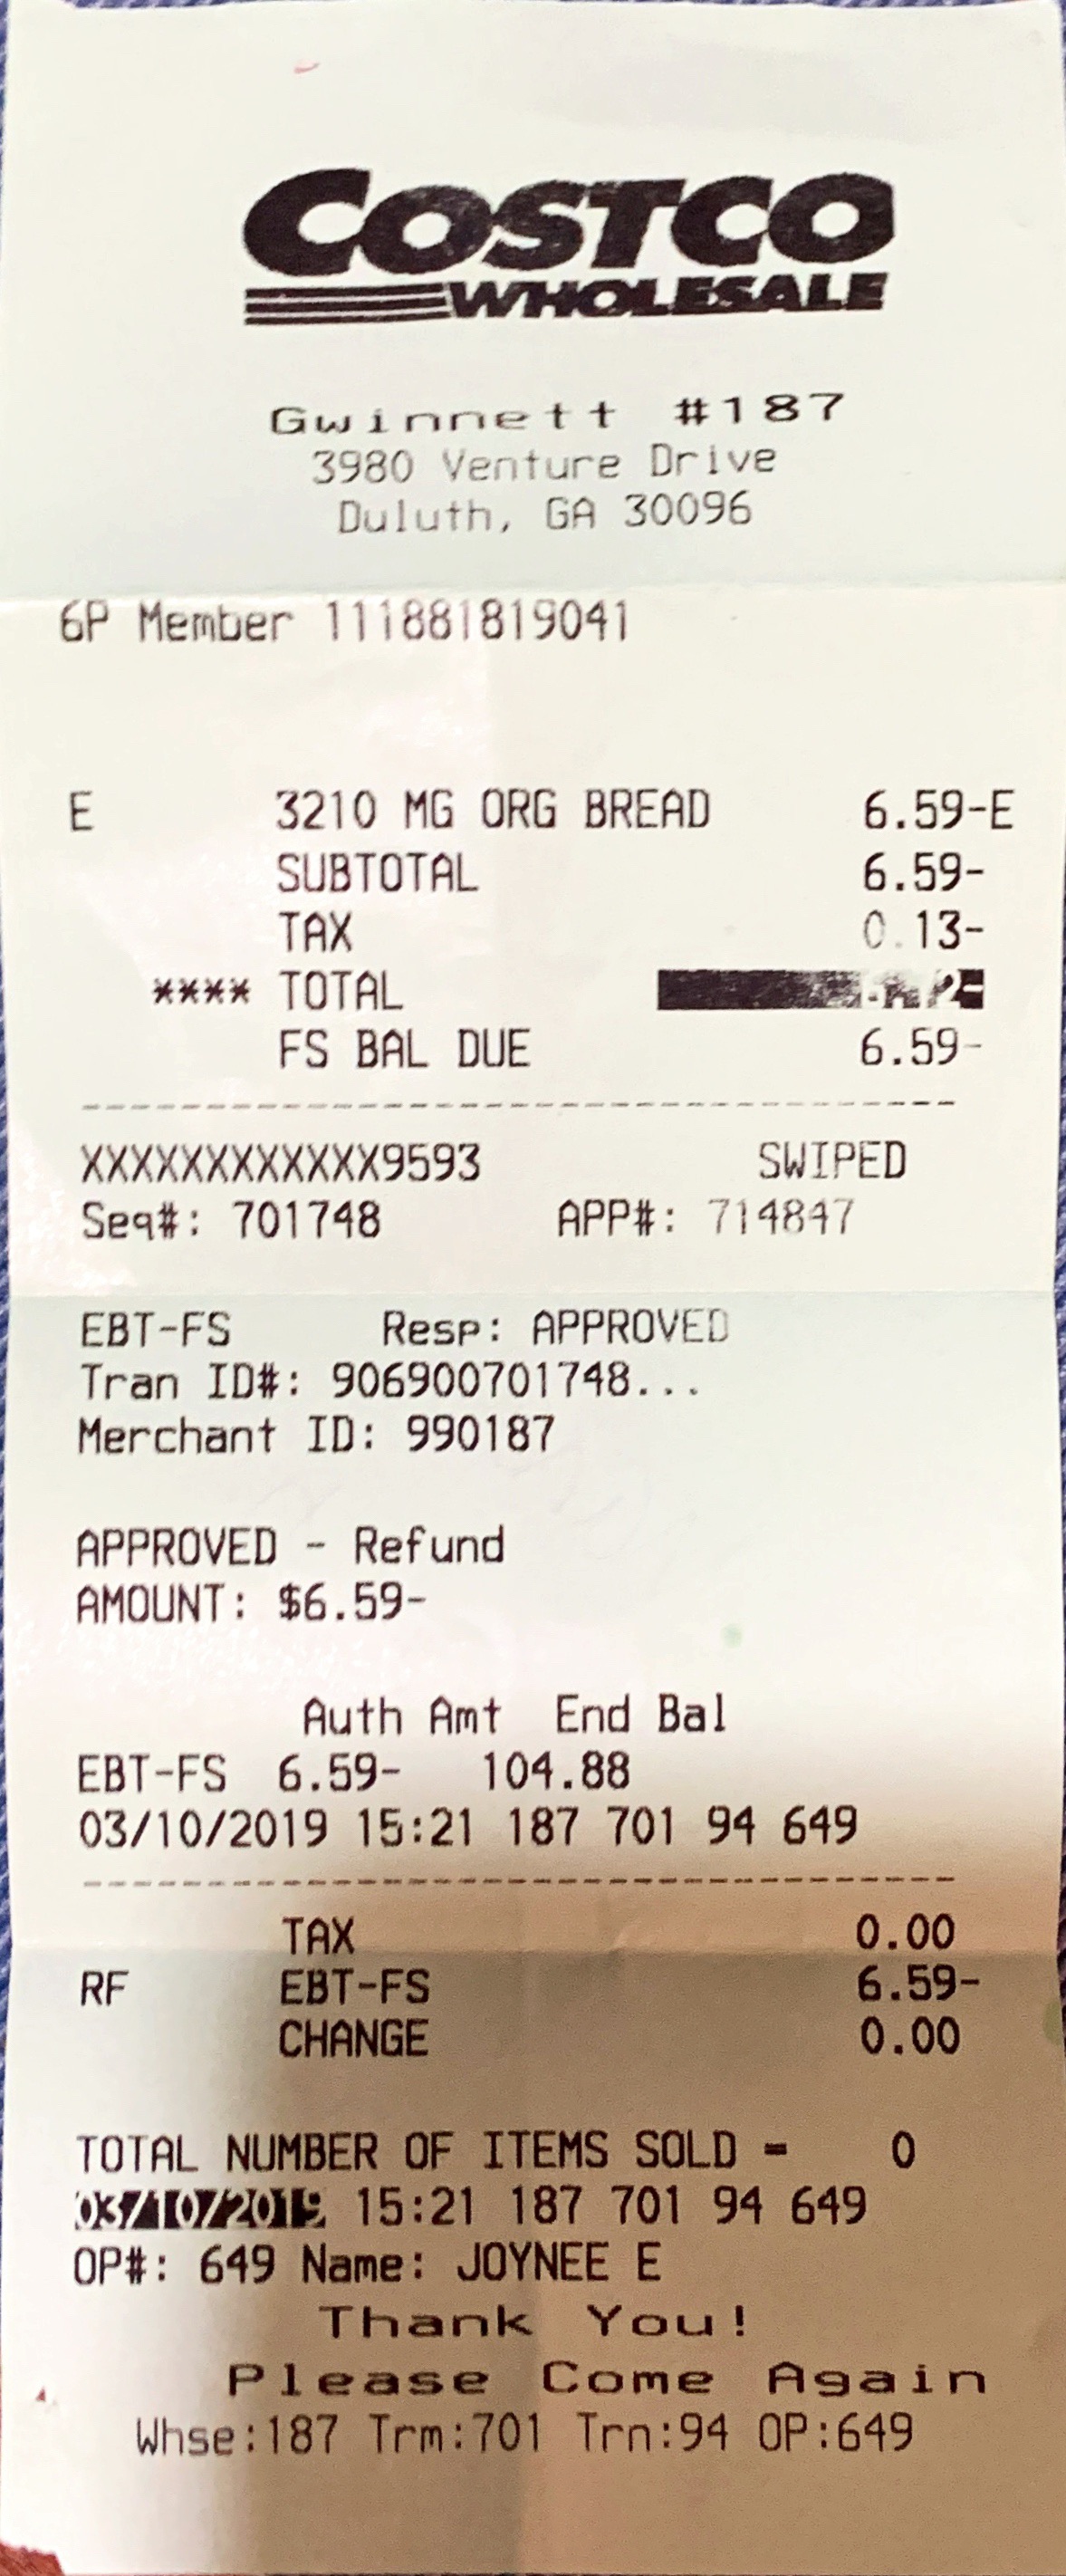 COSTCO
WHOLESALE
Gwinnett #187
3980 Venture Drive
Duluth, GA 30096
6P Member 111881819041
E 3210 MG ORG BREAD 6.59-E
SUBTOTAL 6.59-
TAX 0.13-
**** TOTAL
FS BAL DUE 6.59-
XXXXXXXXXXXX9593 SWIPED
Seq#: 701748 APP#: 714847
EBT-FS Resp: APPROVED
Tran ID#: 906900701748...
Merchant ID: 990187
APPROVED - Refund
AMOUNT: $6.59-
Auth Amt End Bal
EBT-FS 6.59- 104.88
03/10/2019 15:21 187 701 94 649
TAX 0.00
RF EBT-FS 6.59-
CHANGE 0.00
TOTAL NUMBER OF ITEMS SOLD = 0
03/10/2019 15:21 187 701 94 649
OP#: 649 Name: JOYNEE E
Thank You!
Please Come Again
Whse:187 Trm:701 Trn:94 OP:649